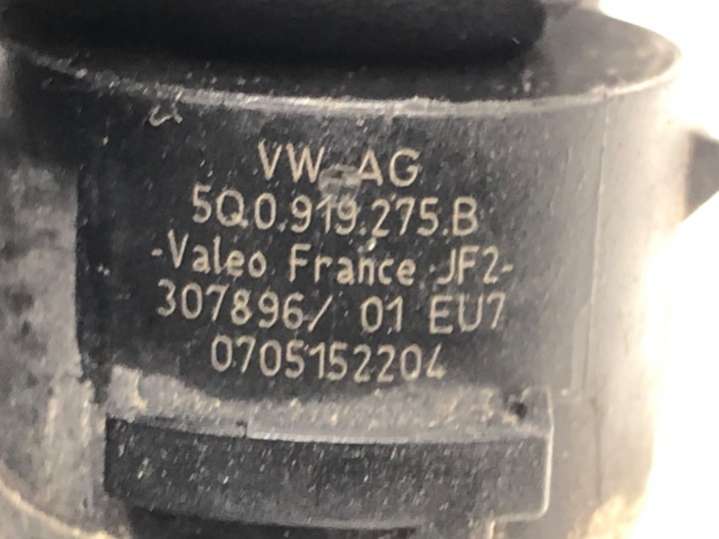 VW AG
5Q0.919.275.B
-Valeo France JF2-
307896/ 01 EU7
0705152204